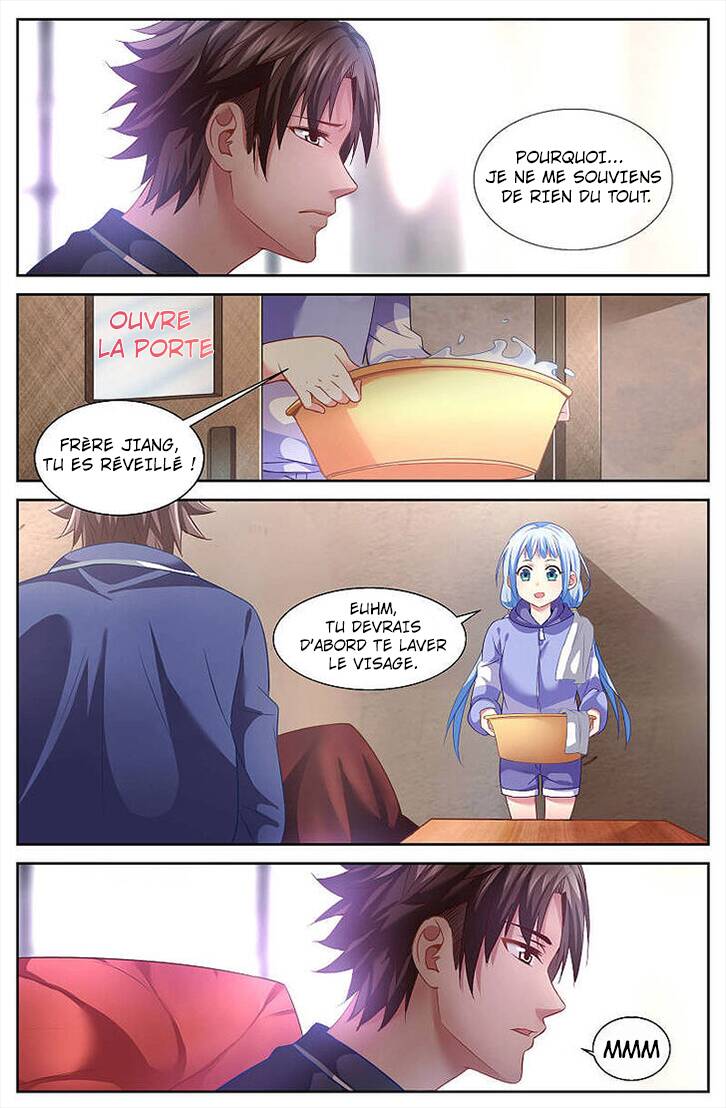 POURQUOI...
JE NE ME SOUVIENS
DE RIEN DU TOUT.
OUVRE
LA PORTE
FRÈRE JIANG,
TU ES RÉVEILLÉ !
EUHM,
TU DEVRAIS
D'ABORD TE LAVER
LE VISAGE.
MMM